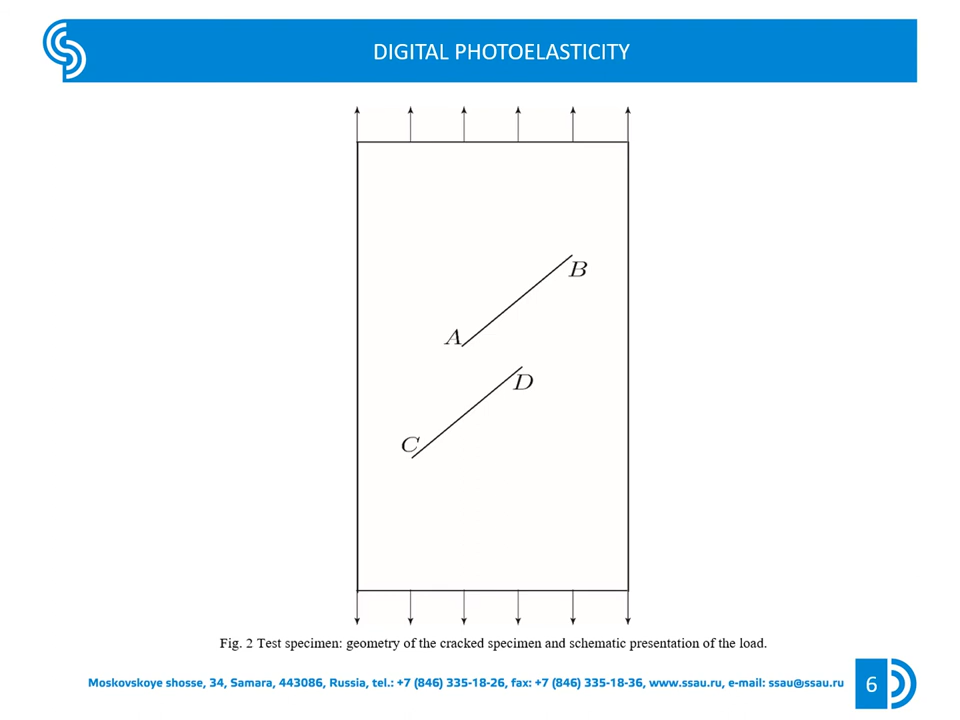 DIGITAL PHOTOELASTICITY
B
A
D
C
Fig. 2 Test specimen: geometry of the cracked specimen and schematic presentation of the load.
Moskovskoye shosse, 34, Samara, 443086, Russia, tel.: +7 (846) 335-18-26, fax: +7 (846) 335-18-36, www.ssau.ru, e-mail: ssau@ssau.ru
6